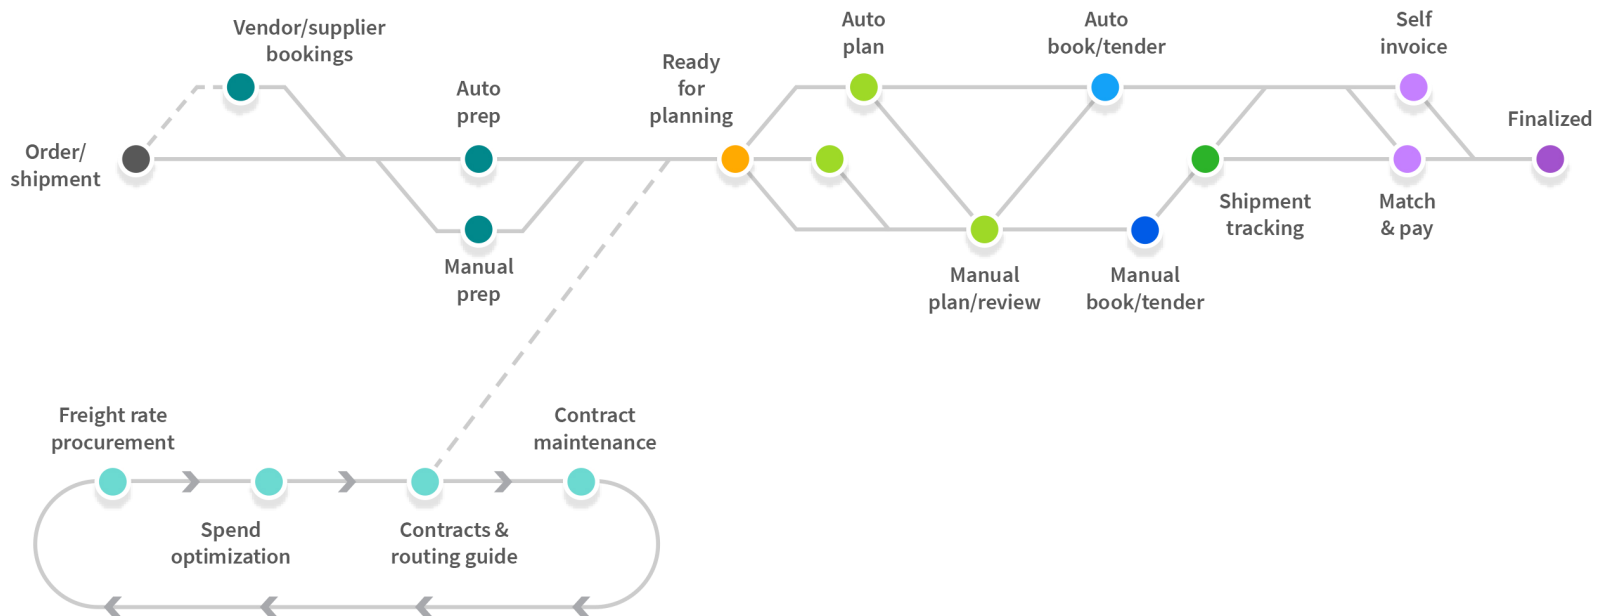 Vendor/supplier
bookings
Auto
prep
Ready
for
planning
Auto
plan
Auto
book/tender
Self
invoice
Finalized
Order/
shipment
Manual
prep
Manual
plan/review
Manual
book/tender
Shipment
tracking
Match
& pay
Freight rate
procurement
Contract
maintenance
Spend
optimization
Contracts &
routing guide